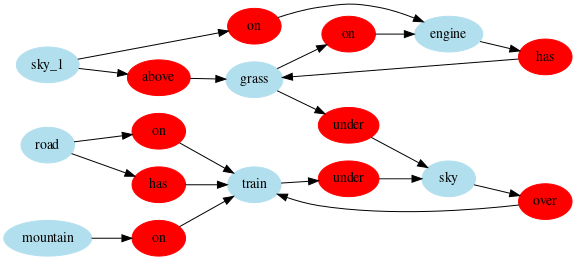 on
on
engine
sky_1
has
above
grass
under
on
road
has
train
under
sky
over
on
mountain